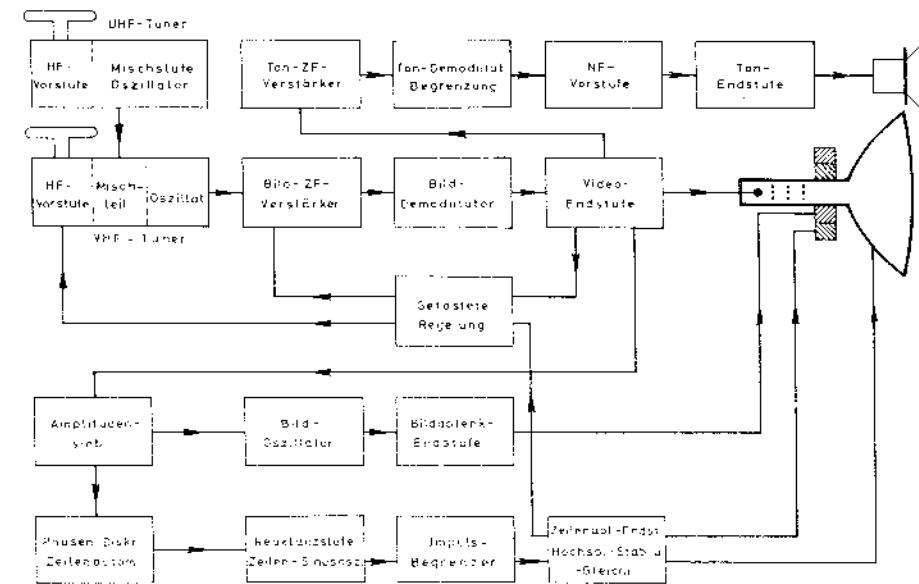 UHF-Tuner
HF-
Vorstufe
Mischstufe
Oszillator
Ton-ZF-
Verstärker
Ton-Demodulat
Begrenzung
NF-
Vorstufe
Ton-
Endstufe
HF-
Vorstufe
Misch-
teil
Oszillat
VHF-Tuner
Bild-ZF-
Verstärker
Bild-
Demodulator
Video-
Endstufe
Getastete
Regelung
Amplituden-
sieb
Bild-
Oszillator
Bildablenk-
Endstufe
Phasen Diskr
Zeilenautom
Reaktanzstufe
Zeilen-Sinusosz
Impuls-
Begrenzer
Zeilenabl-Endst
Hochsp.-Stab u
-Gleichr